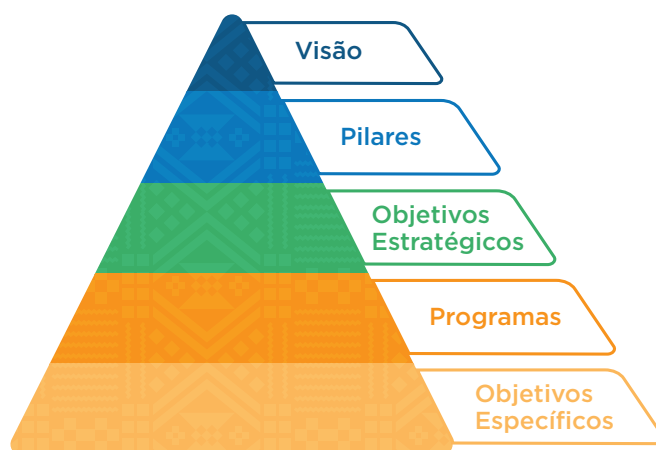 Visão
Pilares
Objetivos
Estratégicos
Programas
Objetivos
Específicos